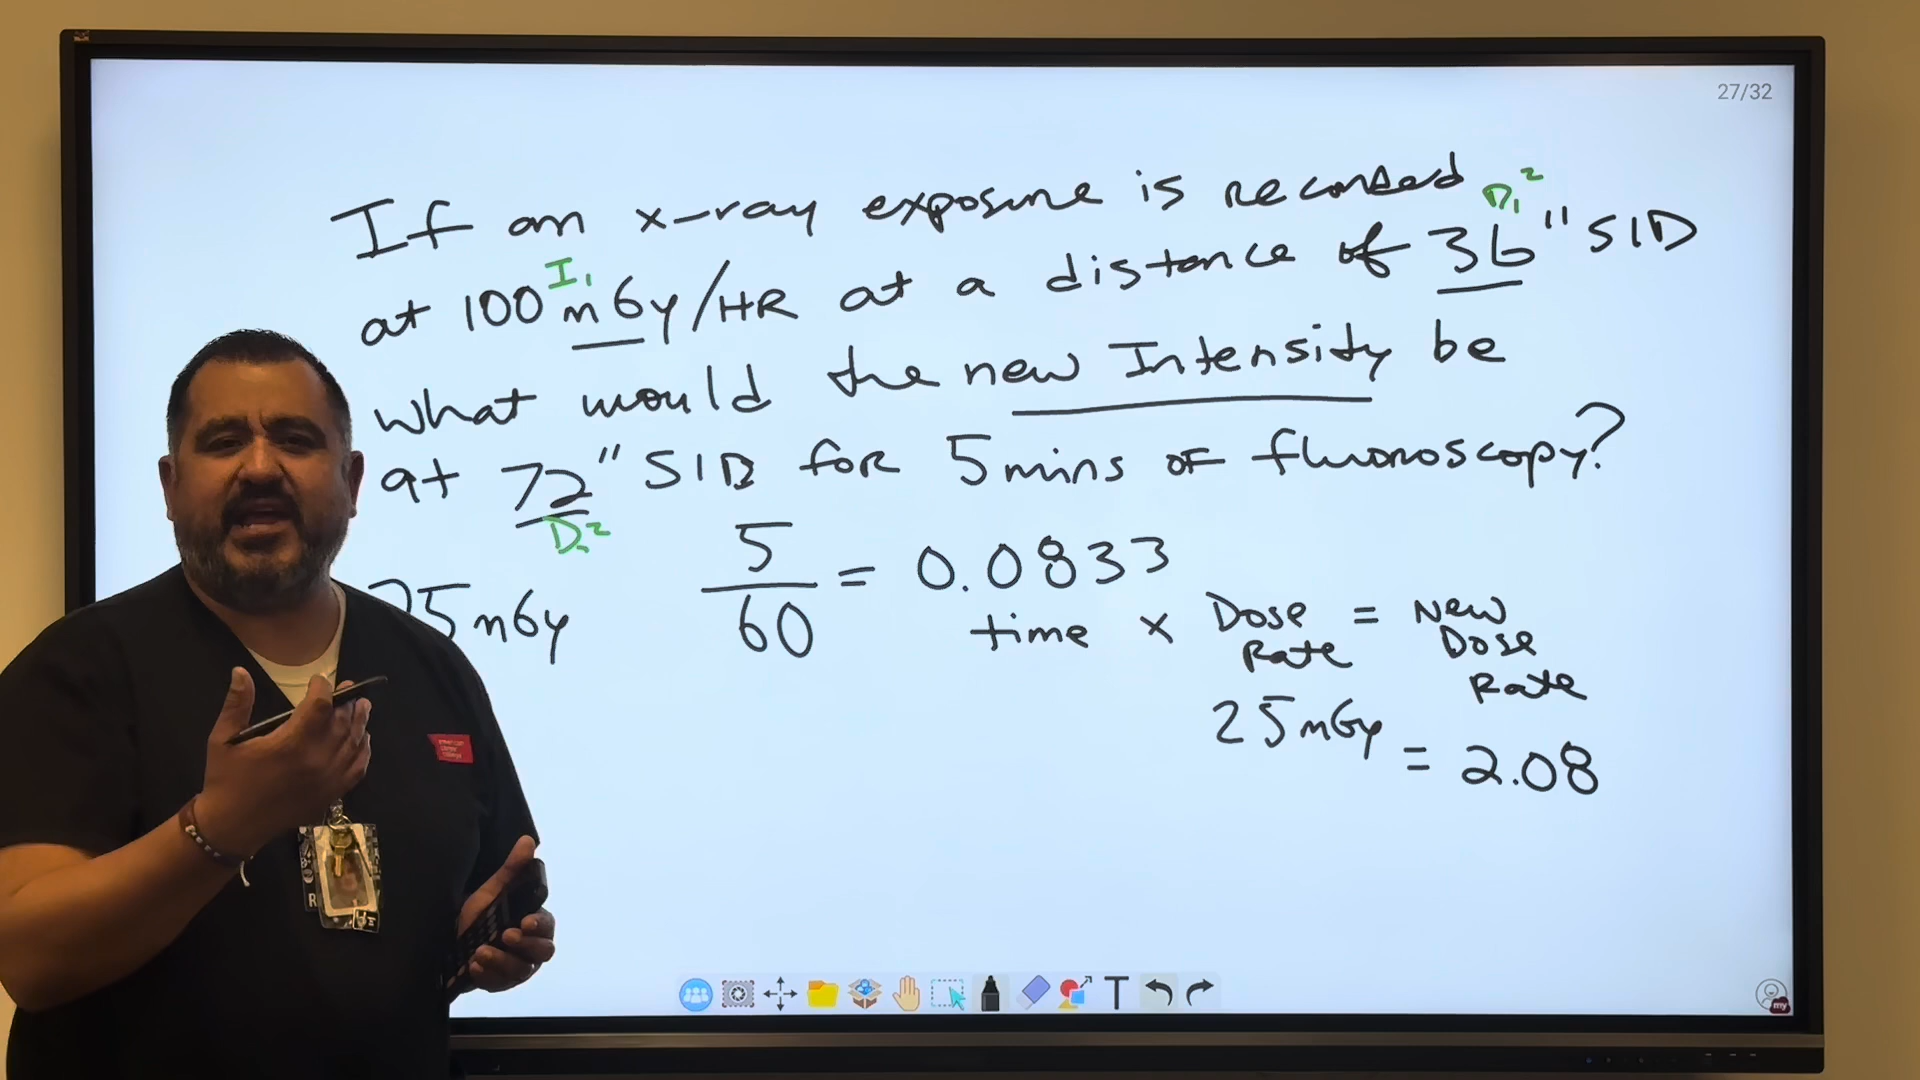 27/32
If an x-ray exposure is recorded
D₁²
at 100 mGy/HR at a distance of 36" SID
I₁
what would the new Intensity be
at 72" SID for 5mins of fluoroscopy?
D₂²
25 mGy
5
60
= 0.0833
time × Dose Rate = New Dose Rate
25 mGy
= 2.08
T
R
my